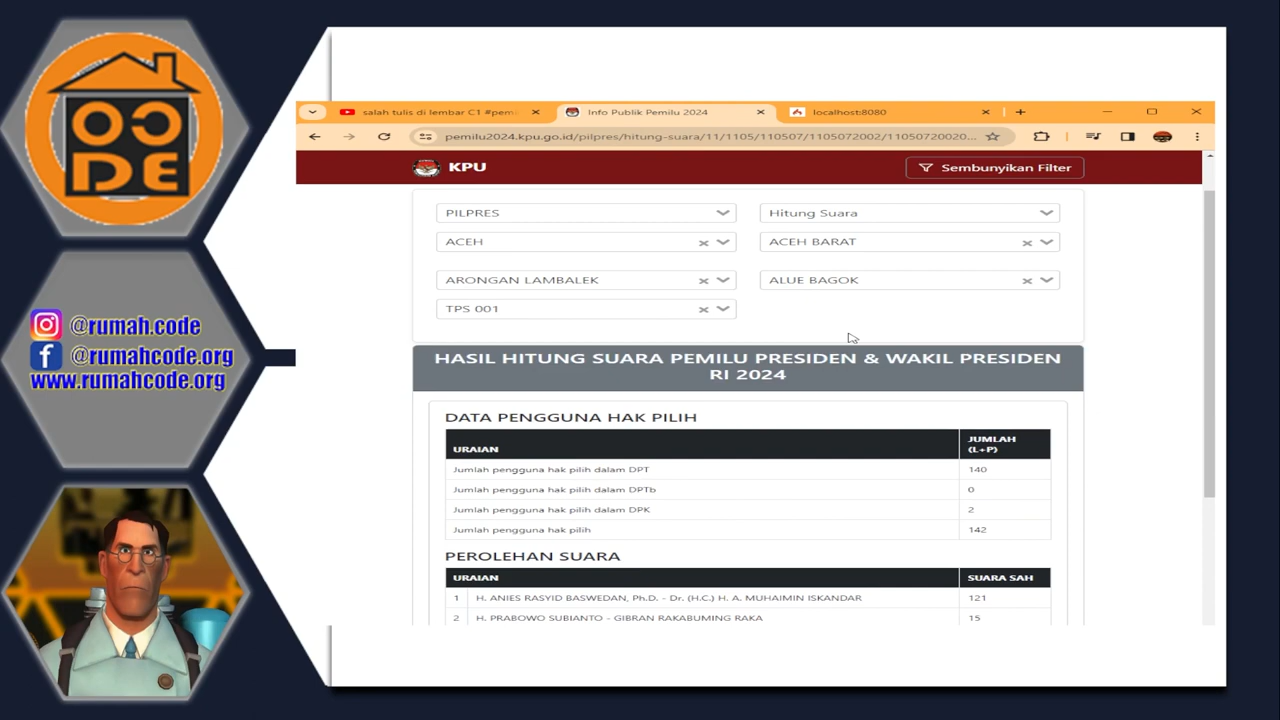 CODE
@rumah.code
@rumahcode.org
www.rumahcode.org
salah tulis di lembar C1 #pem
Info Publik Pemilu 2024
localhost:8080
pemilu2024.kpu.go.id/pilpres/hitung-suara/11/1105/110507/1105072002/11050720020...
KPU
Sembunyikan Filter
PILPRES
Hitung Suara
ACEH
ACEH BARAT
ARONGAN LAMBALEK
ALUE BAGOK
TPS 001
HASIL HITUNG SUARA PEMILU PRESIDEN & WAKIL PRESIDEN
RI 2024
DATA PENGGUNA HAK PILIH
URAIAN JUMLAH (L+P)
Jumlah pengguna hak pilih dalam DPT 140
Jumlah pengguna hak pilih dalam DPTb 0
Jumlah pengguna hak pilih dalam DPK 2
Jumlah pengguna hak pilih 142
PEROLEHAN SUARA
URAIAN SUARA SAH
1 H. ANIES RASYID BASWEDAN, Ph.D. - Dr. (H.C.) H. A. MUHAIMIN ISKANDAR 121
2 H. PRABOWO SUBIANTO - GIBRAN RAKABUMING RAKA 15